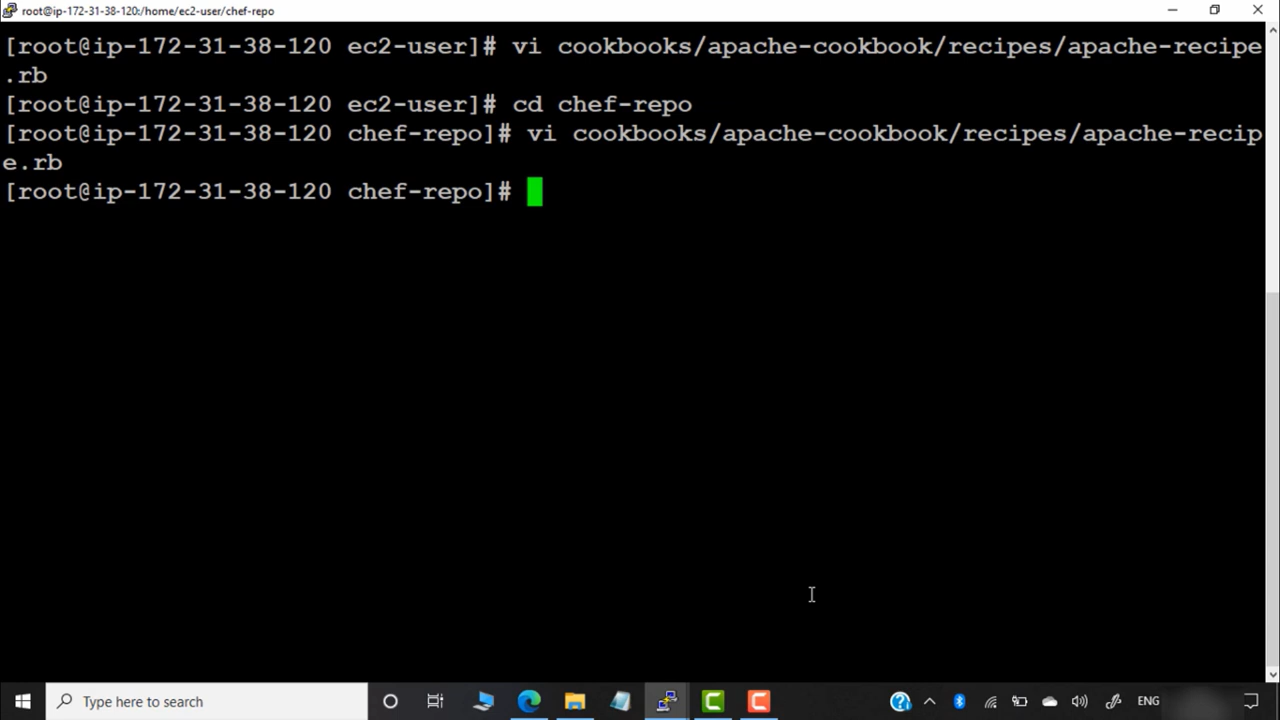 root@ip-172-31-38-120:/home/ec2-user/chef-repo
[root@ip-172-31-38-120 ec2-user]# vi cookbooks/apache-cookbook/recipes/apache-recipe
.rb
[root@ip-172-31-38-120 ec2-user]# cd chef-repo
[root@ip-172-31-38-120 chef-repo]# vi cookbooks/apache-cookbook/recipes/apache-recip
e.rb
[root@ip-172-31-38-120 chef-repo]#
Type here to search
ENG